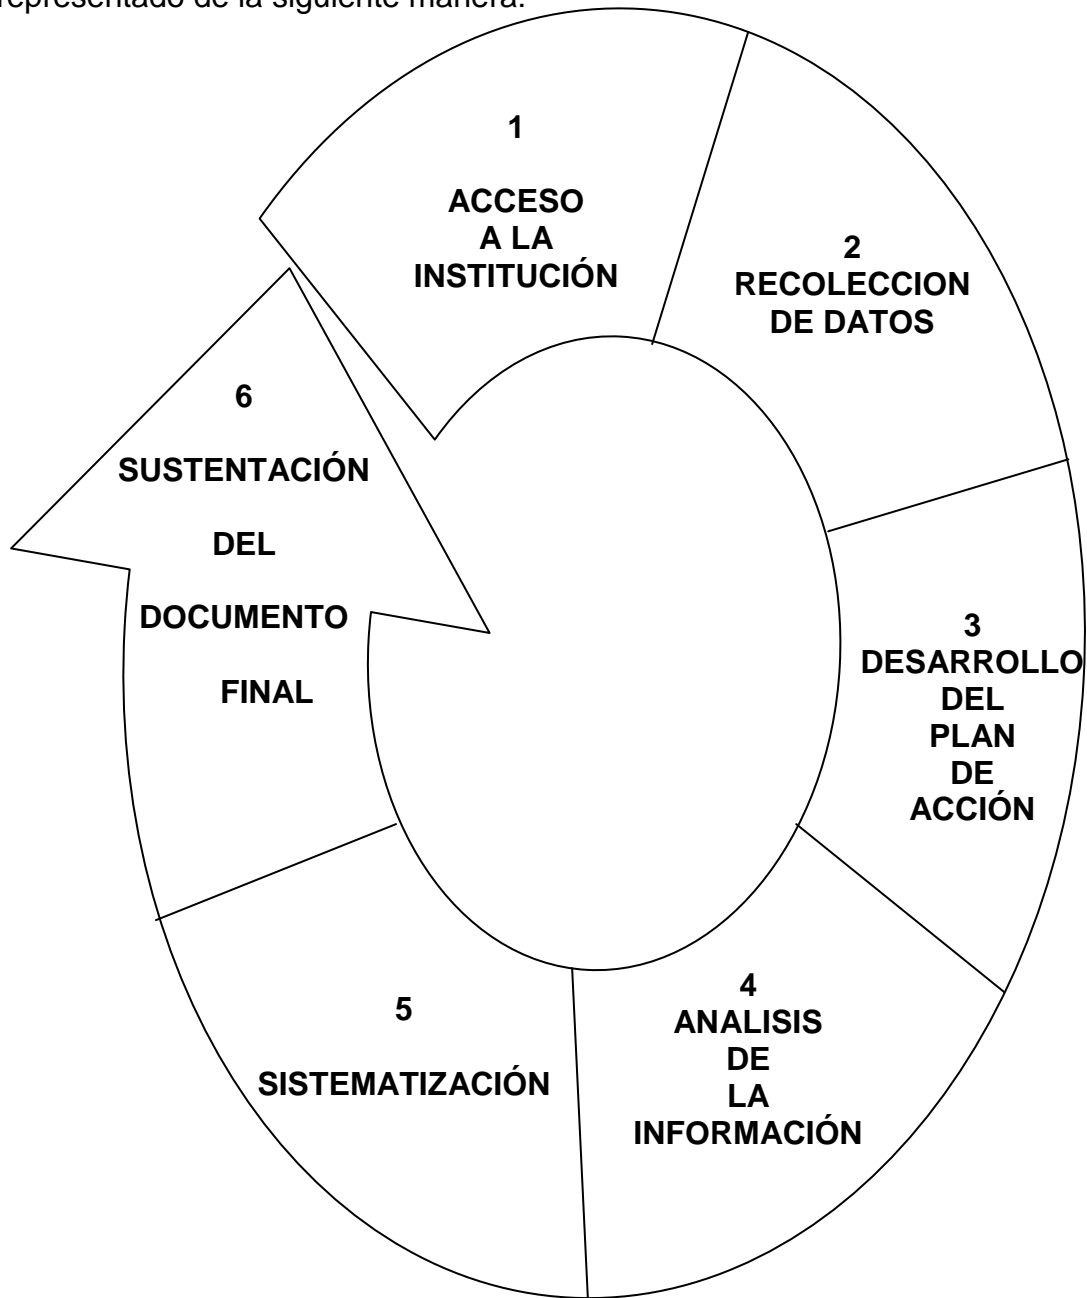 representado de la siguiente manera:
1
ACCESO
A LA
INSTITUCIÓN
2
RECOLECCION
DE DATOS
3
DESARROLLO
DEL
PLAN
DE
ACCIÓN
4
ANALISIS
DE
LA
INFORMACIÓN
5
SISTEMATIZACIÓN
6
SUSTENTACIÓN
DEL
DOCUMENTO
FINAL